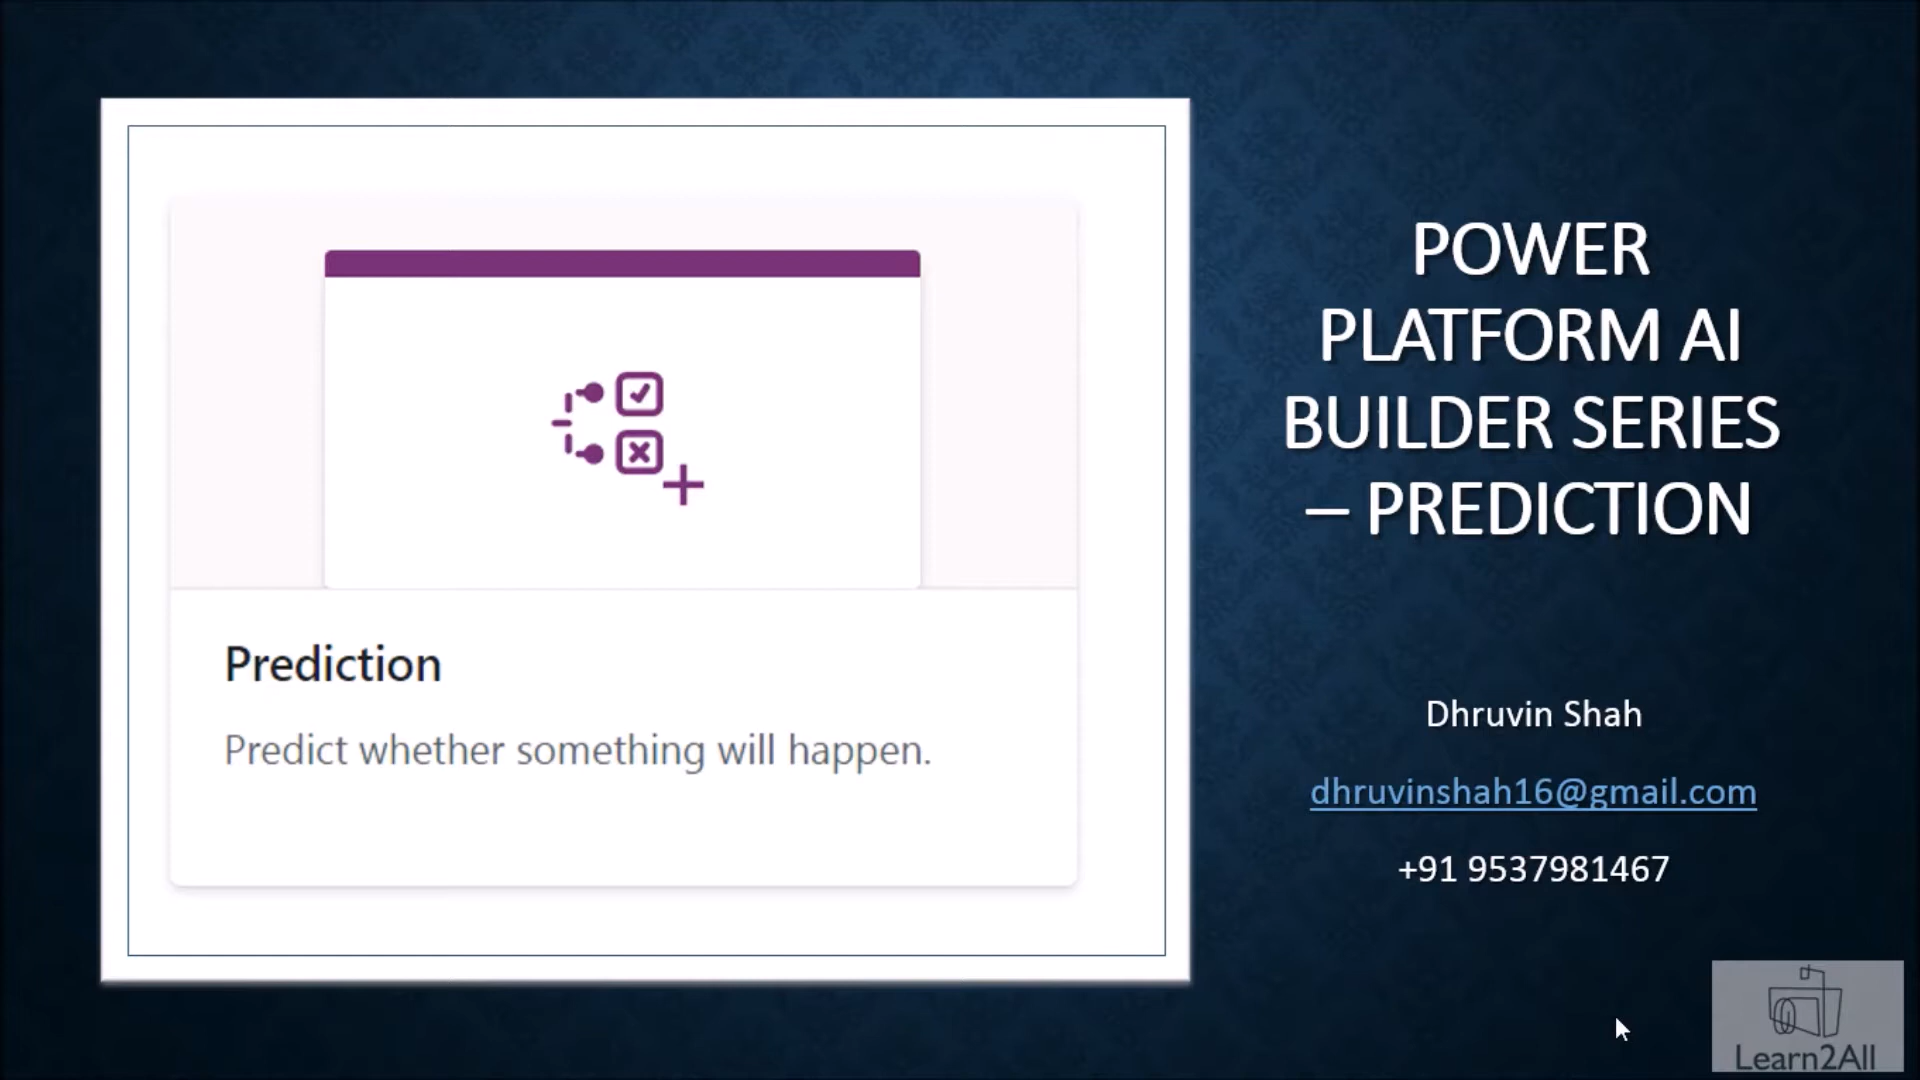 Prediction
Predict whether something will happen.
POWER
PLATFORM AI
BUILDER SERIES
– PREDICTION
Dhruvin Shah
dhruvinshah16@gmail.com
+91 9537981467
Learn2All